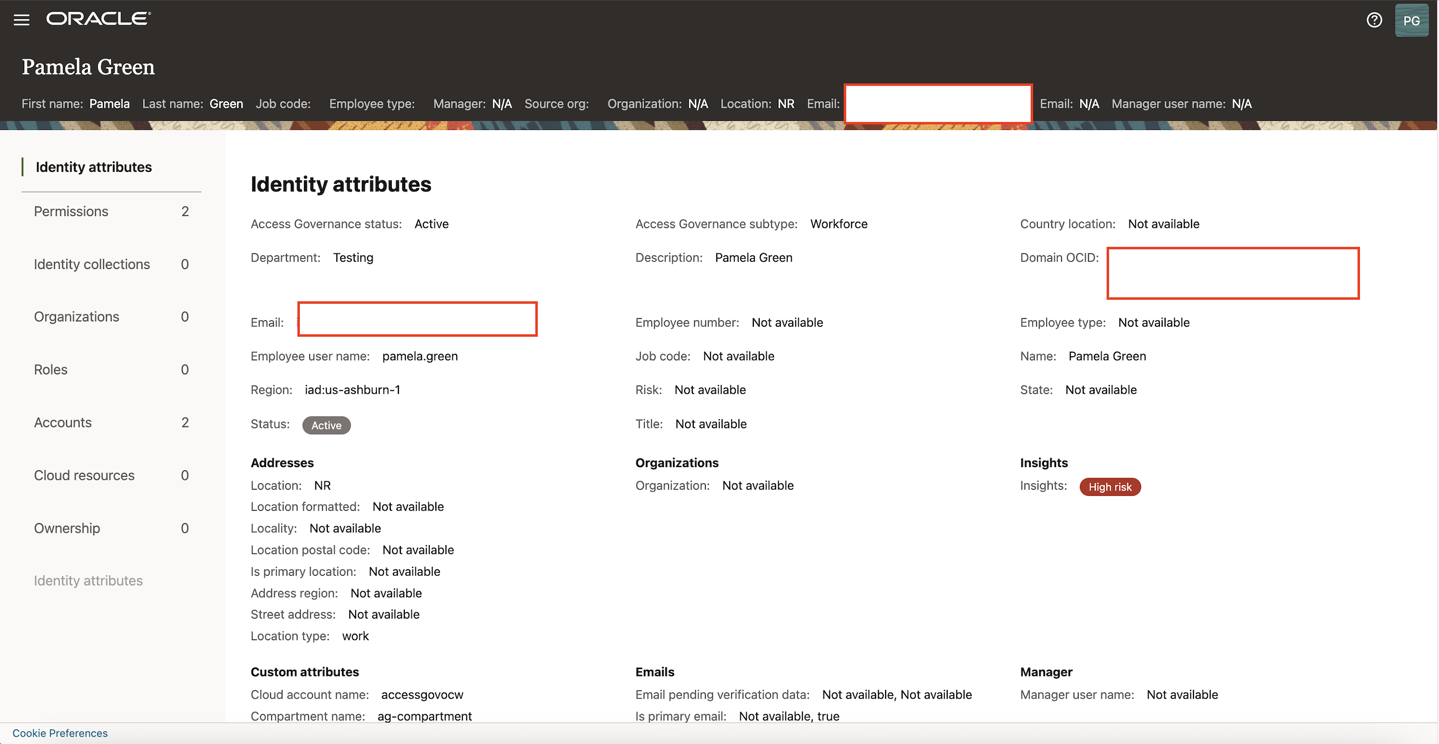 ORACLE
PG
Pamela Green
First name: Pamela Last name: Green Job code: Employee type: Manager: N/A Source org: Organization: N/A Location: NR Email: Email: N/A Manager user name: N/A
Identity attributes
Permissions 2
Identity collections 0
Organizations 0
Roles 0
Accounts 2
Cloud resources 0
Ownership 0
Identity attributes
Identity attributes
Access Governance status: Active Access Governance subtype: Workforce Country location: Not available
Department: Testing Description: Pamela Green Domain OCID:
Email: Employee number: Not available Employee type: Not available
Employee user name: pamela.green Job code: Not available Name: Pamela Green
Region: iad:us-ashburn-1 Risk: Not available State: Not available
Status: Active Title: Not available
Addresses
Location: NR
Location formatted: Not available
Locality: Not available
Location postal code: Not available
Is primary location: Not available
Address region: Not available
Street address: Not available
Location type: work
Organizations
Organization: Not available
Insights
Insights: High risk
Custom attributes
Cloud account name: accessgovocw
Compartment name: ag-compartment
Emails
Email pending verification data: Not available, Not available
Is primary email: Not available, true
Manager
Manager user name: Not available
Cookie Preferences